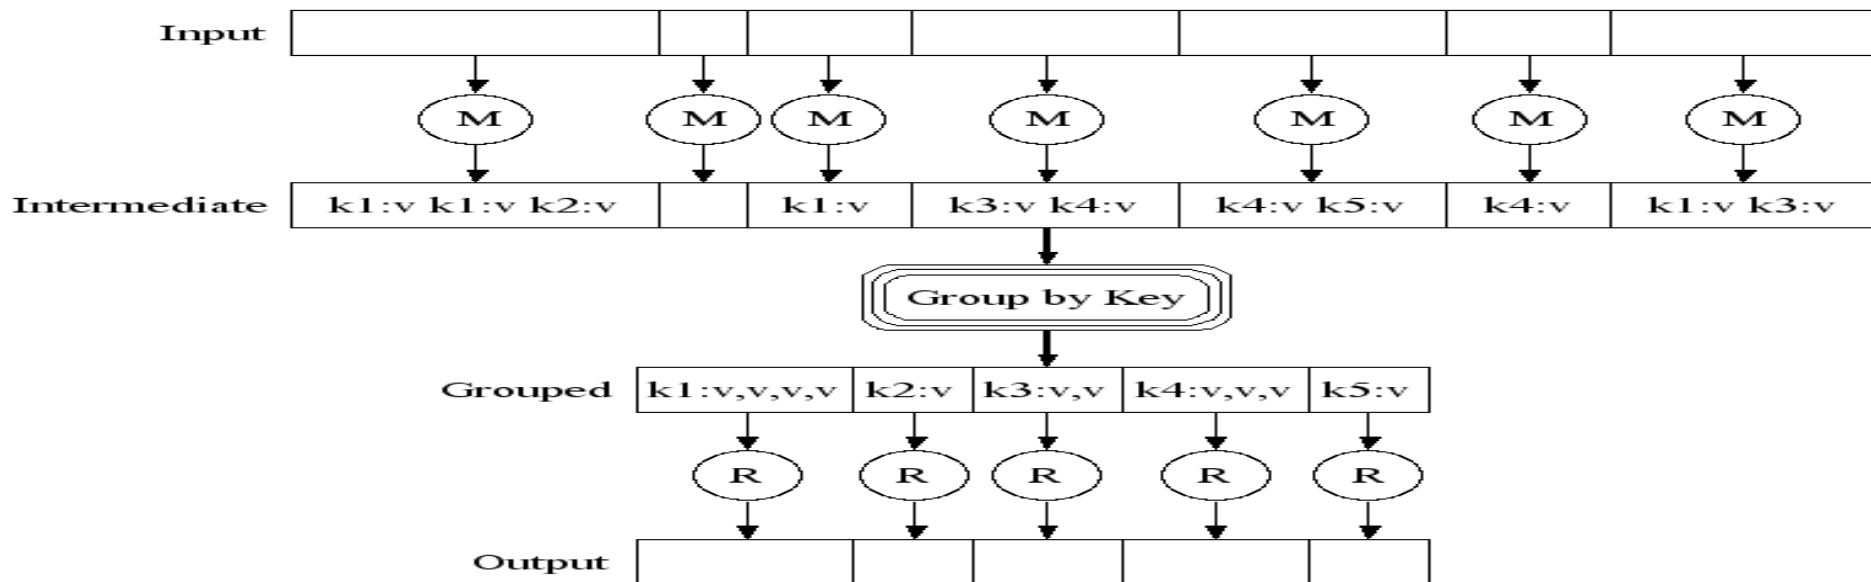 Input
M M M M M M M
Intermediate k1:v k1:v k2:v k1:v k3:v k4:v k4:v k5:v k4:v k1:v k3:v
Group by Key
Grouped k1:v,v,v,v k2:v k3:v,v k4:v,v,v k5:v
R R R R R
Output